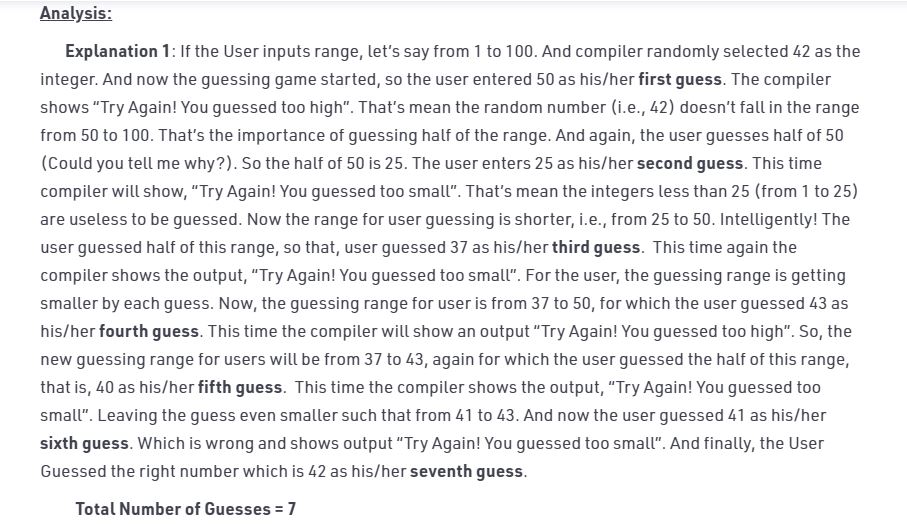 Analysis:
Explanation 1: If the User inputs range, let's say from 1 to 100. And compiler randomly selected 42 as the
integer. And now the guessing game started, so the user entered 50 as his/her first guess. The compiler
shows “Try Again! You guessed too high”. That's mean the random number (i.e., 42) doesn't fall in the range
from 50 to 100. That's the importance of guessing half of the range. And again, the user guesses half of 50
(Could you tell me why?). So the half of 50 is 25. The user enters 25 as his/her second guess. This time
compiler will show, “Try Again! You guessed too small”. That's mean the integers less than 25 (from 1 to 25)
are useless to be guessed. Now the range for user guessing is shorter, i.e., from 25 to 50. Intelligently! The
user guessed half of this range, so that, user guessed 37 as his/her third guess. This time again the
compiler shows the output, “Try Again! You guessed too small”. For the user, the guessing range is getting
smaller by each guess. Now, the guessing range for user is from 37 to 50, for which the user guessed 43 as
his/her fourth guess. This time the compiler will show an output “Try Again! You guessed too high”. So, the
new guessing range for users will be from 37 to 43, again for which the user guessed the half of this range,
that is, 40 as his/her fifth guess. This time the compiler shows the output, “Try Again! You guessed too
small”. Leaving the guess even smaller such that from 41 to 43. And now the user guessed 41 as his/her
sixth guess. Which is wrong and shows output “Try Again! You guessed too small”. And finally, the User
Guessed the right number which is 42 as his/her seventh guess.
Total Number of Guesses = 7